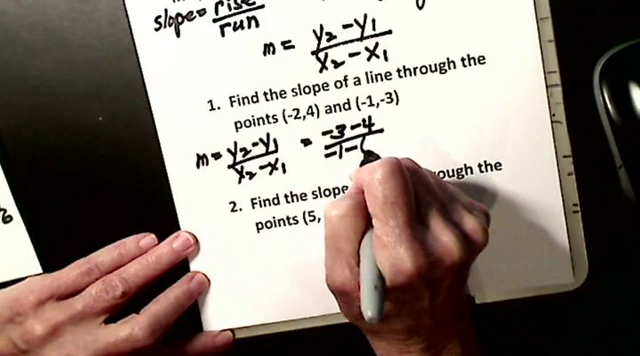 slope= rise/run
m = y2-y1/x2-x1
1. Find the slope of a line through the
points (-2,4) and (-1,-3)
m= y2-y1/x2-x1 = -3-4/-1-(
2. Find the slope ough the
points (5,